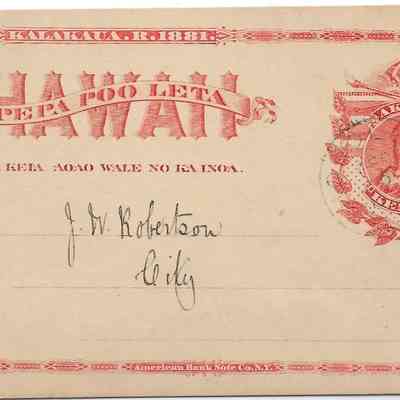 KALAKAUA. R. 1881.
HAWAII
PEPA POO LETA
KEIA AOAO WALE NO KA INOA.
J. W. Robertson
City
American Bank Note Co. N.Y.